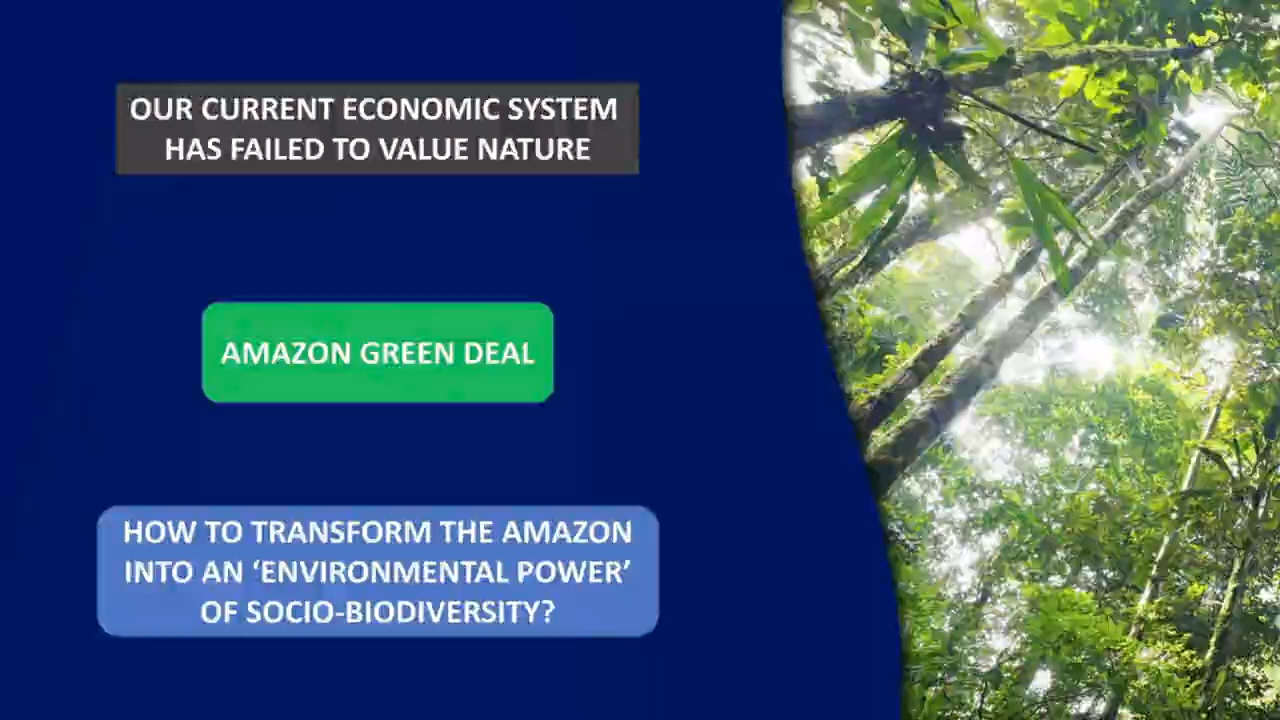 OUR CURRENT ECONOMIC SYSTEM
HAS FAILED TO VALUE NATURE
AMAZON GREEN DEAL
HOW TO TRANSFORM THE AMAZON
INTO AN ‘ENVIRONMENTAL POWER’
OF SOCIO-BIODIVERSITY?